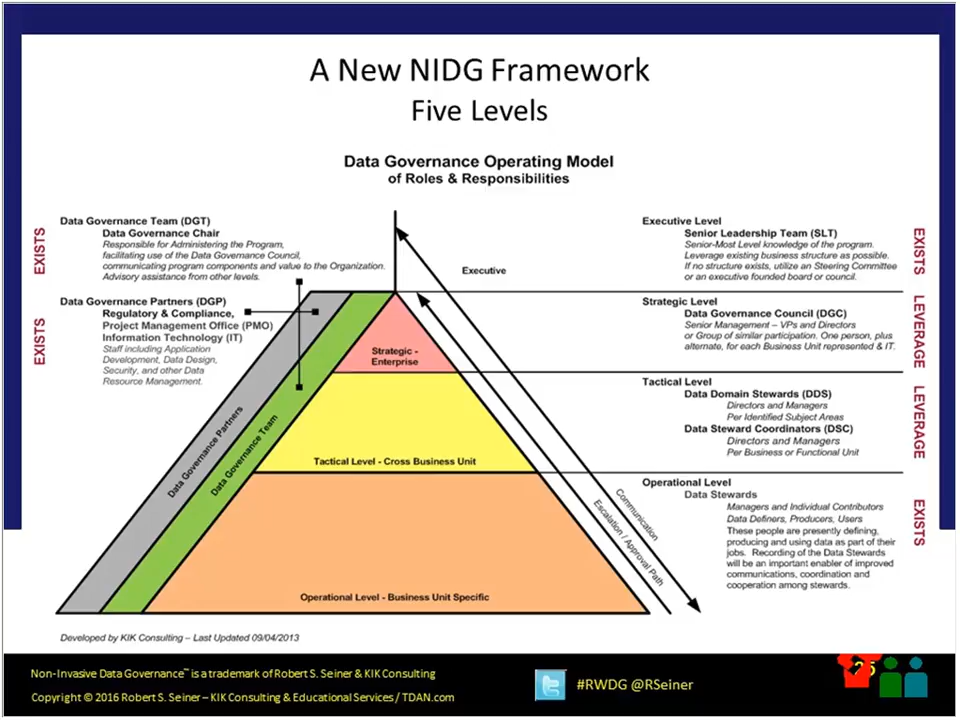 A New NIDG Framework
Five Levels
Data Governance Operating Model
of Roles & Responsibilities
EXISTS
Data Governance Team (DGT)
Data Governance Chair
Responsible for Administering the Program,
facilitating use of the Data Governance Council,
communicating program components and value to the Organization.
Advisory assistance from other levels.
EXISTS
Data Governance Partners (DGP)
Regulatory & Compliance,
Project Management Office (PMO)
Information Technology (IT)
Staff including Application
Development, Data Design,
Security, and other Data
Resource Management.
Executive
Executive Level
Senior Leadership Team (SLT)
Senior-Most Level knowledge of the program.
Leverage existing business structure as possible.
If no structure exists, utilize an Steering Committee
or an executive founded board or council.
EXISTS
Strategic Level
Data Governance Council (DGC)
Senior Management – VPs and Directors
or Group of similar participation. One person, plus
alternate, for each Business Unit represented & IT.
LEVERAGE
Tactical Level
Data Domain Stewards (DDS)
Directors and Managers
Per Identified Subject Areas
Data Steward Coordinators (DSC)
Directors and Managers
Per Business or Functional Unit
LEVERAGE
Operational Level
Data Stewards
Managers and Individual Contributors
Data Definers, Producers, Users
These people are presently defining,
producing and using data as part of their
jobs. Recording of the Data Stewards
will be an important enabler of improved
communications, coordination and
cooperation among stewards.
EXISTS
Strategic -
Enterprise
Tactical Level - Cross Business Unit
Operational Level - Business Unit Specific
Data Governance Partners
Data Governance Team
Communication
Escalation / Approval Path
Developed by KIK Consulting – Last Updated 09/04/2013
Non-Invasive Data Governance™ is a trademark of Robert S. Seiner & KIK Consulting
Copyright © 2016 Robert S. Seiner – KIK Consulting & Educational Services / TDAN.com
#RWDG @RSeiner
25